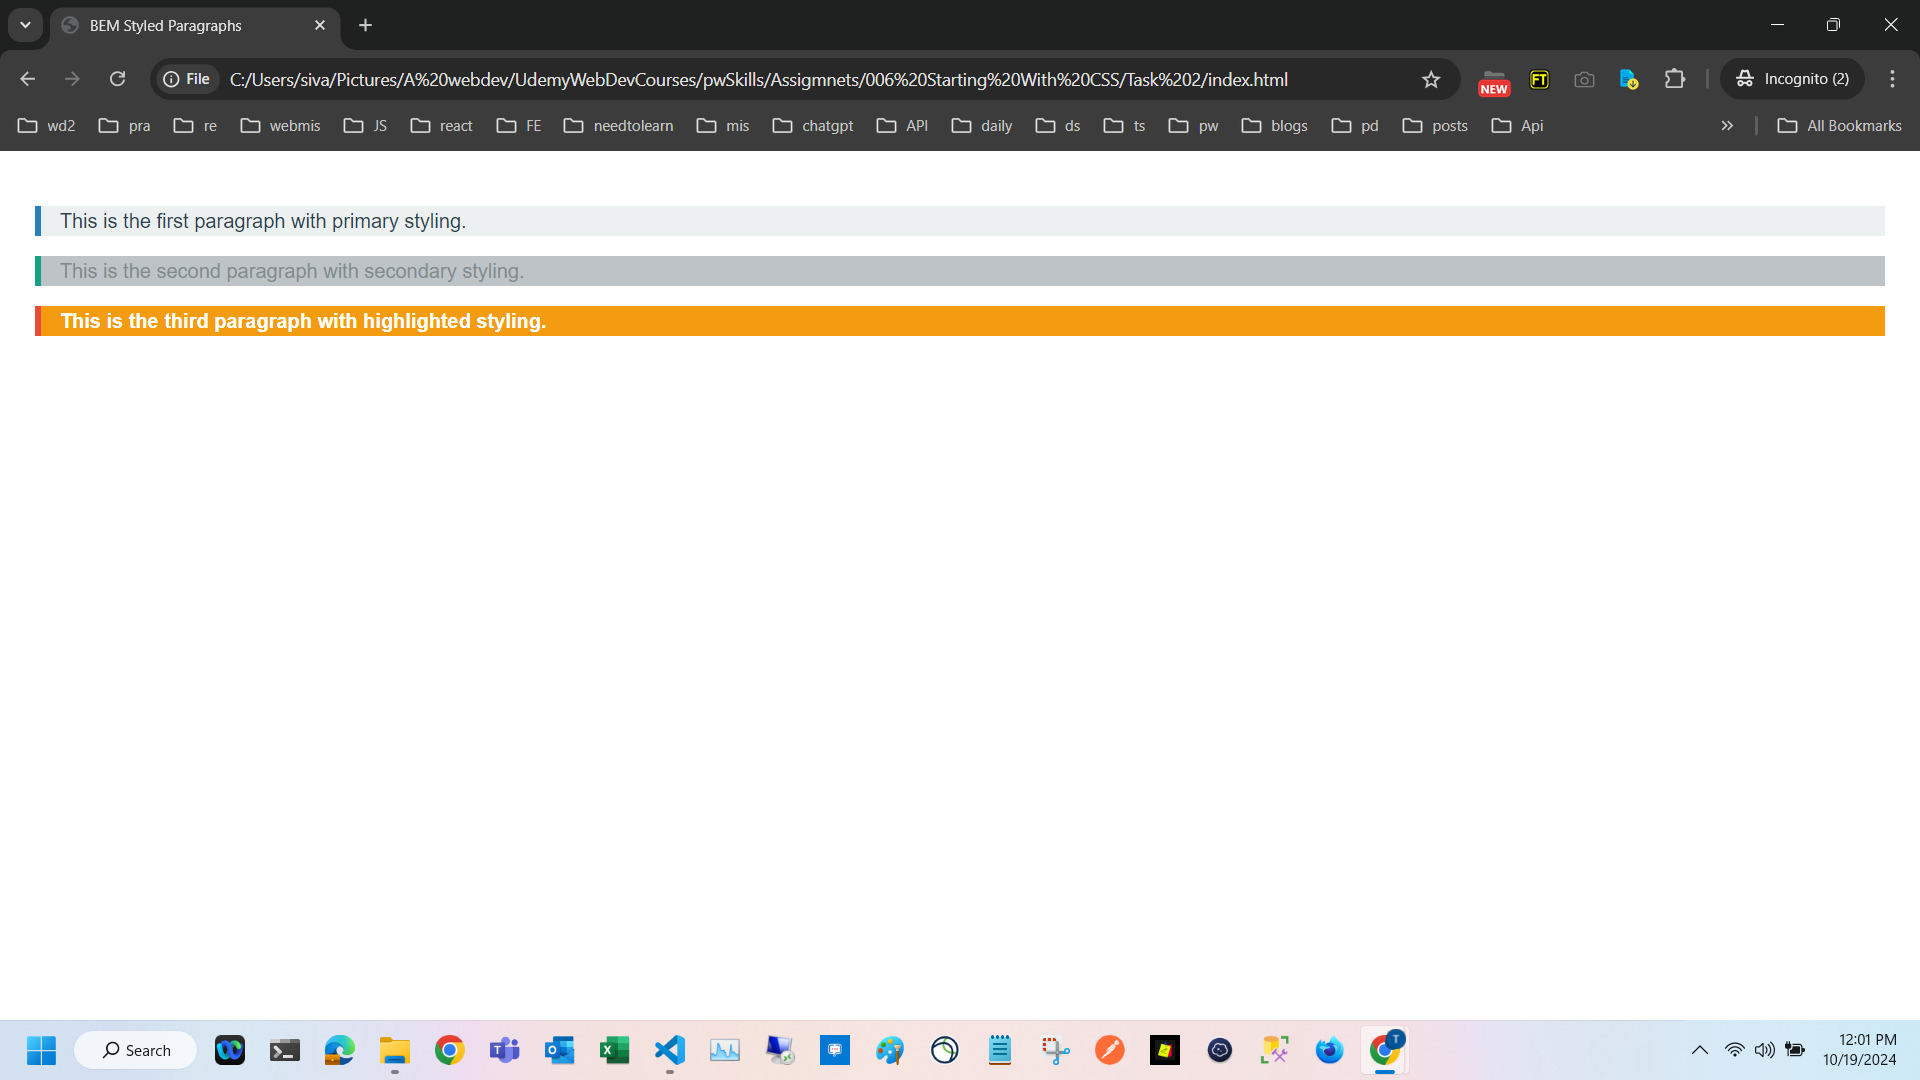 BEM Styled Paragraphs
File C:/Users/siva/Pictures/A%20webdev/UdemyWebDevCourses/pwSkills/Assigmnets/006%20Starting%20With%20CSS/Task%202/index.html NEW FT Incognito (2)
wd2 pra re webmis JS react FE needtolearn mis chatgpt API daily ds ts pw blogs pd posts Api » All Bookmarks
This is the first paragraph with primary styling.
This is the second paragraph with secondary styling.
This is the third paragraph with highlighted styling.
Search T 12:01 PM
10/19/2024